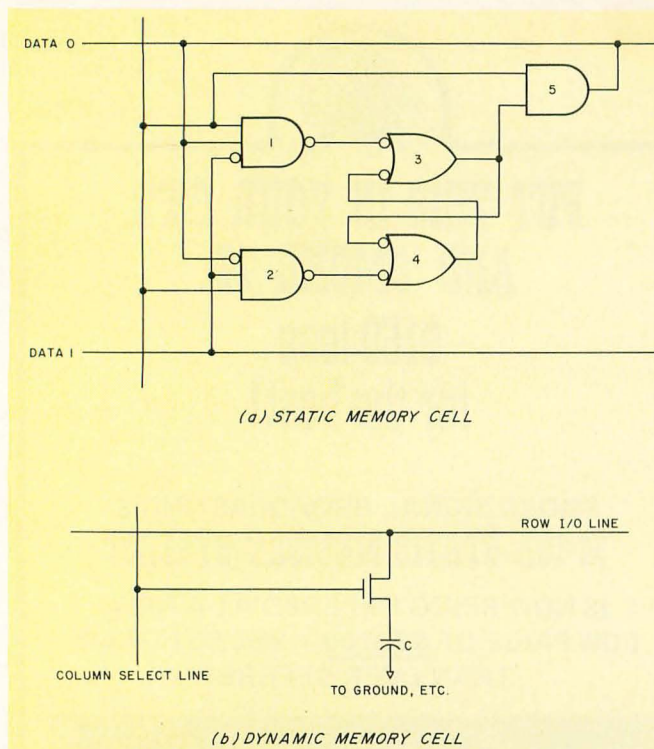 DATA 0
5
1
3
2
4
DATA 1
(a) STATIC MEMORY CELL
ROW I/O LINE
C
COLUMN SELECT LINE
TO GROUND, ETC.
(b) DYNAMIC MEMORY CELL